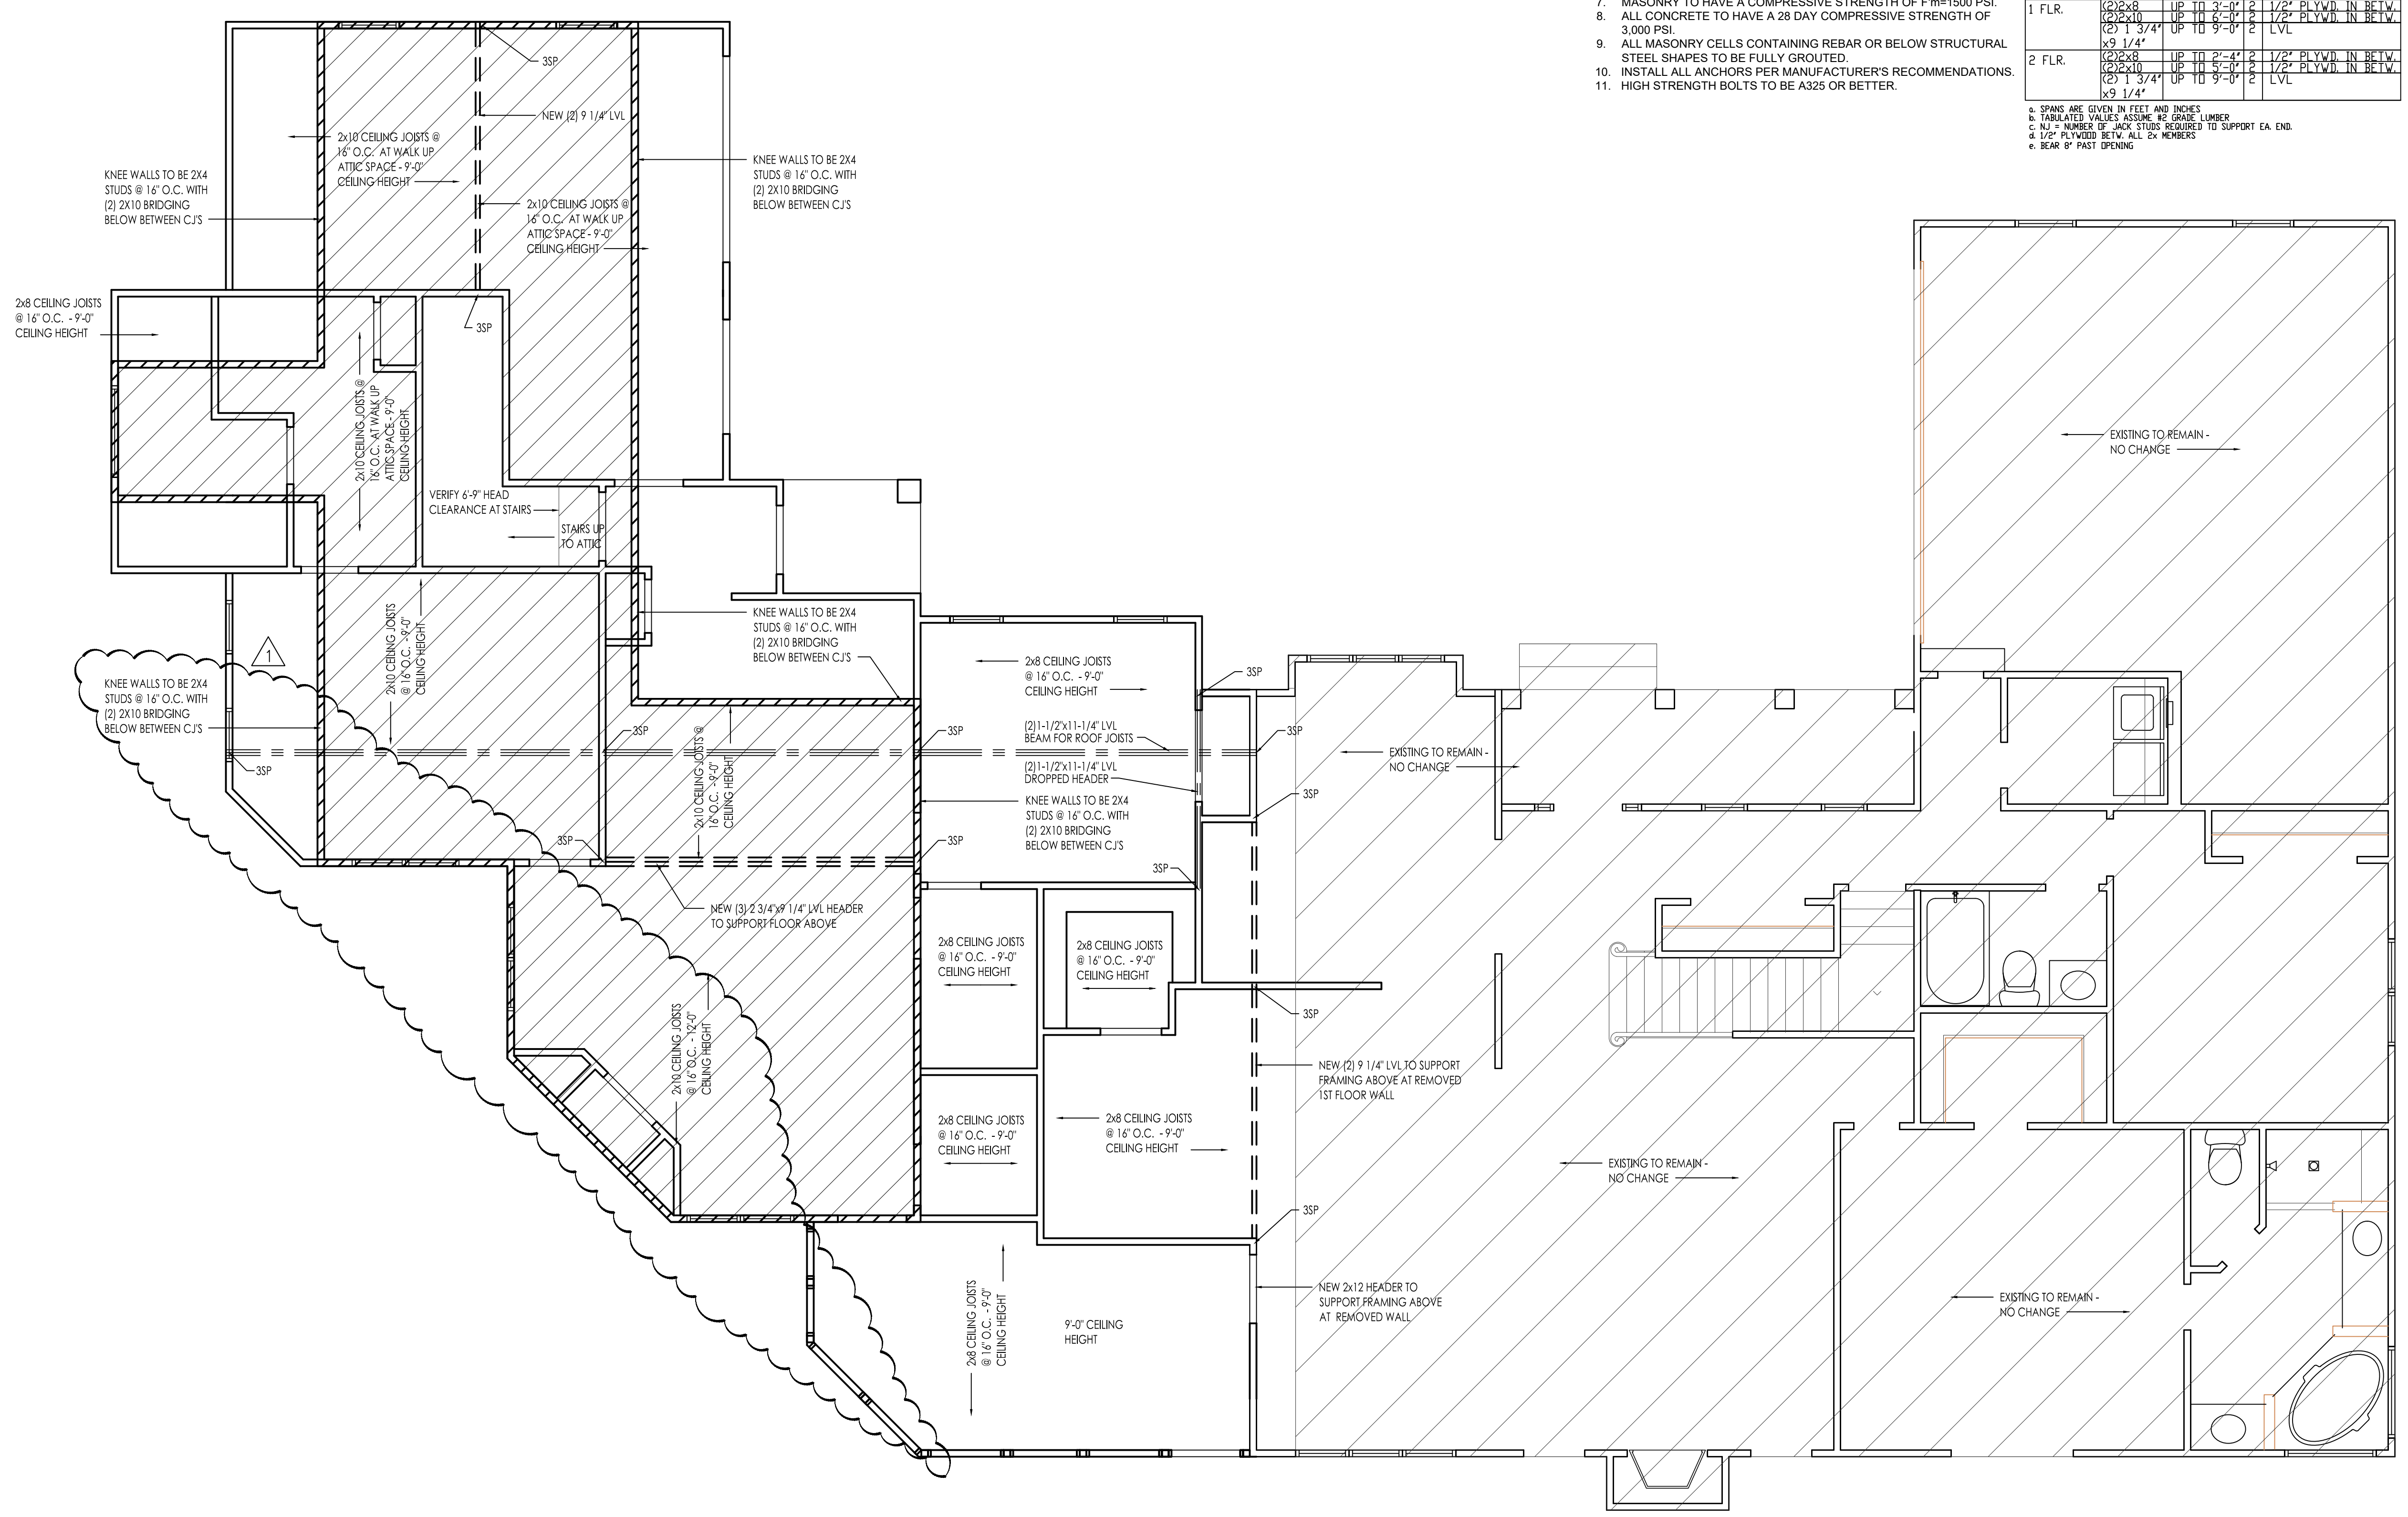 7. MASONRY TO HAVE A COMPRESSIVE STRENGTH OF F'm=1500 PSI.
8. ALL CONCRETE TO HAVE A 28 DAY COMPRESSIVE STRENGTH OF
3,000 PSI.
9. ALL MASONRY CELLS CONTAINING REBAR OR BELOW STRUCTURAL
STEEL SHAPES TO BE FULLY GROUTED.
10. INSTALL ALL ANCHORS PER MANUFACTURER'S RECOMMENDATIONS.
11. HIGH STRENGTH BOLTS TO BE A325 OR BETTER.
1 FLR. (2)2x8 UP TO 3'-0" 2 1/2" PLYWD. IN BETW.
(2)2x10 UP TO 6'-0" 2 1/2" PLYWD. IN BETW.
(2) 1 3/4" UP TO 9'-0" 2 LVL
x9 1/4"
2 FLR. (2)2x8 UP TO 2'-4" 2 1/2" PLYWD. IN BETW.
(2)2x10 UP TO 5'-0" 2 1/2" PLYWD. IN BETW.
(2) 1 3/4" UP TO 9'-0" 2 LVL
x9 1/4"
a. SPANS ARE GIVEN IN FEET AND INCHES
b. TABULATED VALUES ASSUME #2 GRADE LUMBER
c. NJ = NUMBER OF JACK STUDS REQUIRED TO SUPPORT EA. END.
d. 1/2" PLYWOOD BETW. ALL 2x MEMBERS
e. BEAR 8" PAST OPENING
3SP
NEW (2) 9 1/4" LVL
2x10 CEILING JOISTS @
16" O.C. AT WALK UP
ATTIC SPACE - 9'-0"
CEILING HEIGHT
KNEE WALLS TO BE 2X4
STUDS @ 16" O.C. WITH
(2) 2X10 BRIDGING
BELOW BETWEEN CJ'S
KNEE WALLS TO BE 2X4
STUDS @ 16" O.C. WITH
(2) 2X10 BRIDGING
BELOW BETWEEN CJ'S
2x10 CEILING JOISTS @
16" O.C. AT WALK UP
ATTIC SPACE - 9'-0"
CEILING HEIGHT
2x8 CEILING JOISTS
@ 16" O.C. - 9'-0"
CEILING HEIGHT
3SP
2x10 CEILING JOISTS @
16" O.C. AT WALK UP
ATTIC SPACE - 9'-0"
CEILING HEIGHT
VERIFY 6'-9" HEAD
CLEARANCE AT STAIRS
STAIRS UP
TO ATTIC
EXISTING TO REMAIN -
NO CHANGE
2X10 CEILING JOISTS
@ 16" O.C. - 9'-0"
CEILING HEIGHT
1
KNEE WALLS TO BE 2X4
STUDS @ 16" O.C. WITH
(2) 2X10 BRIDGING
BELOW BETWEEN CJ'S
KNEE WALLS TO BE 2X4
STUDS @ 16" O.C. WITH
(2) 2X10 BRIDGING
BELOW BETWEEN CJ'S
2x8 CEILING JOISTS
@ 16" O.C. - 9'-0"
CEILING HEIGHT
3SP
3SP
3SP
3SP
3SP
(2)1-1/2"x11-1/4" LVL
BEAM FOR ROOF JOISTS
(2)1-1/2"x11-1/4" LVL
DROPPED HEADER
EXISTING TO REMAIN -
NO CHANGE
2x10 CEILING JOISTS @
16" O.C. - 9'-0"
CEILING HEIGHT
KNEE WALLS TO BE 2X4
STUDS @ 16" O.C. WITH
(2) 2X10 BRIDGING
BELOW BETWEEN CJ'S
3SP
3SP
3SP
3SP
NEW (3) 2 3/4"x9 1/4" LVL HEADER
TO SUPPORT FLOOR ABOVE
2x8 CEILING JOISTS
@ 16" O.C. - 9'-0"
CEILING HEIGHT
2x8 CEILING JOISTS
@ 16" O.C. - 9'-0"
CEILING HEIGHT
3SP
2x10 CEILING JOISTS
@ 16" O.C. - 12'-0"
CEILING HEIGHT
NEW (2) 9 1/4" LVL TO SUPPORT
FRAMING ABOVE AT REMOVED
1ST FLOOR WALL
2x8 CEILING JOISTS
@ 16" O.C. - 9'-0"
CEILING HEIGHT
2x8 CEILING JOISTS
@ 16" O.C. - 9'-0"
CEILING HEIGHT
EXISTING TO REMAIN -
NO CHANGE
3SP
2x8 CEILING JOISTS
@ 16" O.C. - 9'-0"
CEILING HEIGHT
9'-0" CEILING
HEIGHT
NEW 2x12 HEADER TO
SUPPORT FRAMING ABOVE
AT REMOVED WALL
EXISTING TO REMAIN -
NO CHANGE